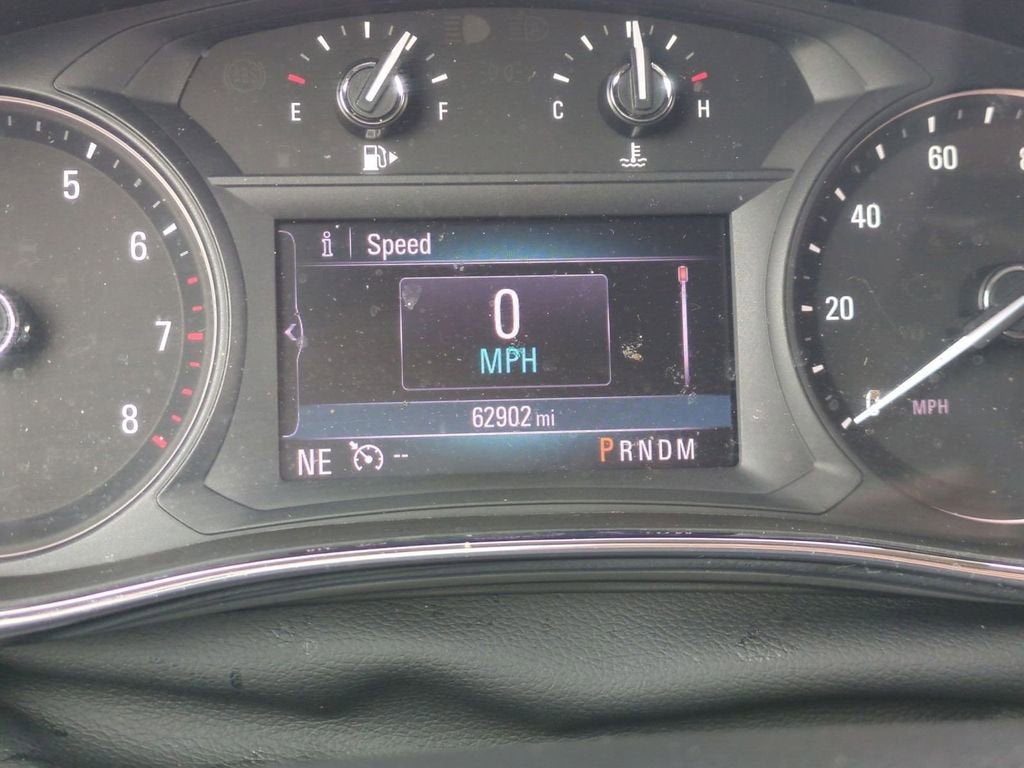 E F
C H
5
6
7
8
i Speed
0
MPH
62902 mi
NE --
PRNDM
60
40
20
MPH